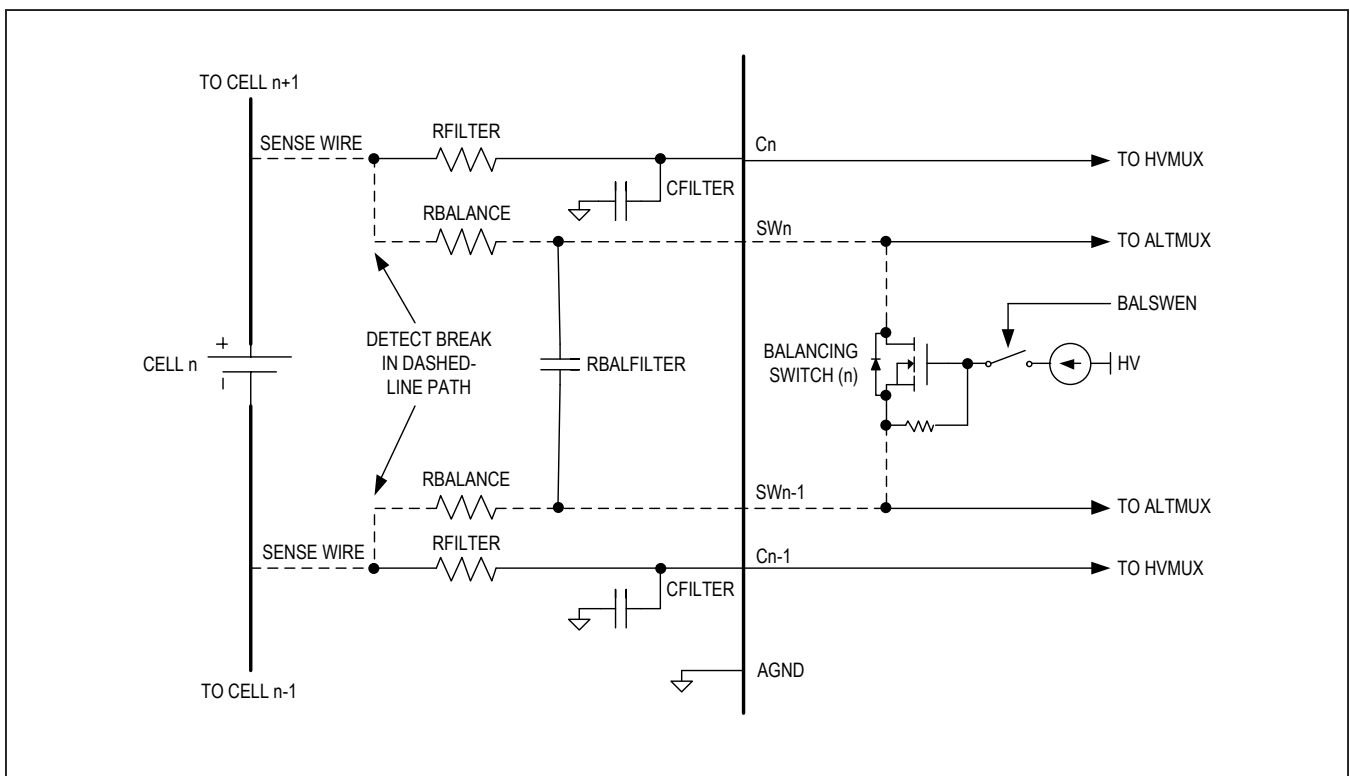 TO CELL n+1
SENSE WIRE
RFILTER
Cn
TO HVMUX
CFILTER
RBALANCE
SWn
TO ALTMUX
BALSWEN
DETECT BREAK
IN DASHED-
LINE PATH
RBALFILTER
BALANCING
SWITCH (n)
HV
+
CELL n
–
RBALANCE
SWn-1
TO ALTMUX
SENSE WIRE
RFILTER
Cn-1
TO HVMUX
CFILTER
AGND
TO CELL n-1